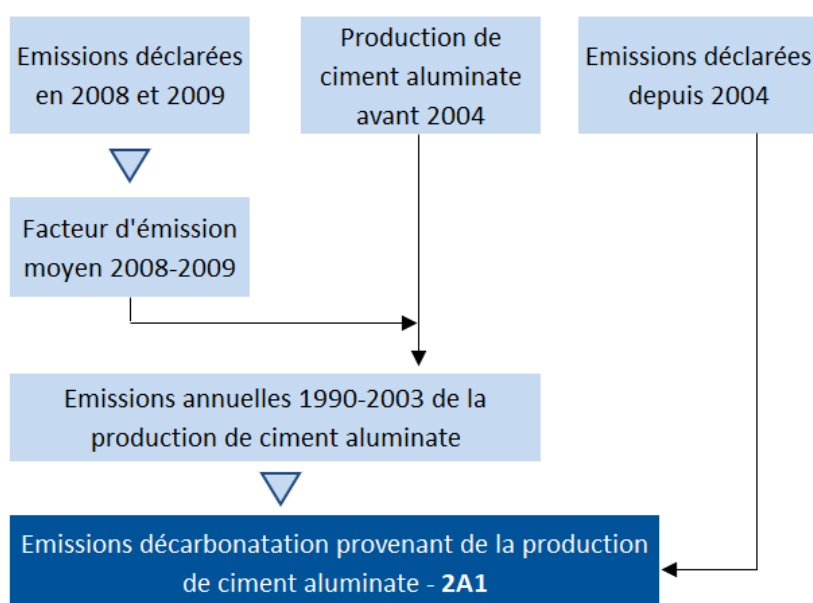 Emissions déclarées
en 2008 et 2009
Production de
ciment aluminate
avant 2004
Emissions déclarées
depuis 2004
Facteur d'émission
moyen 2008-2009
Emissions annuelles 1990-2003 de la
production de ciment aluminate
Emissions décarbonatation provenant de la production
de ciment aluminate - 2A1